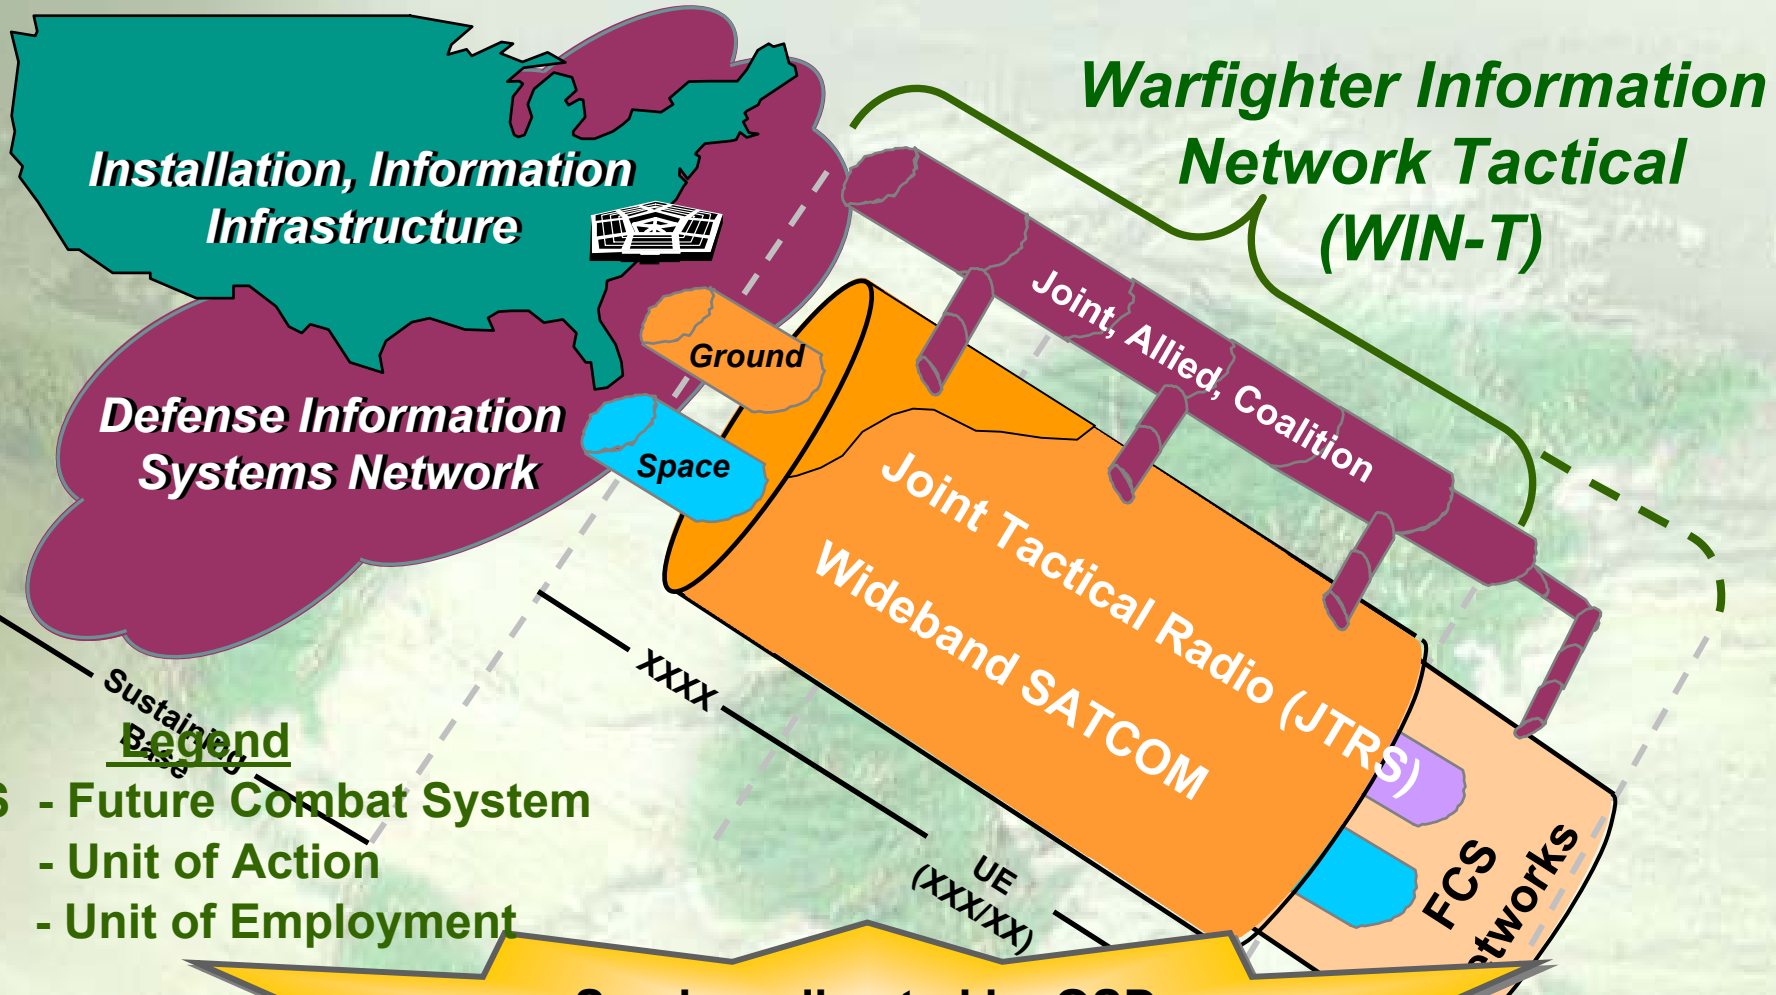 Warfighter Information
Network Tactical
(WIN-T)
Installation, Information
Infrastructure
Defense Information
Systems Network
Ground
Space
Joint, Allied, Coalition
Joint Tactical Radio (JTRS)
Wideband SATCOM
FCS
XXXX
UE
(XXX/XX)
Sustaining
Base
Legend
- Future Combat System
- Unit of Action
- Unit of Employment